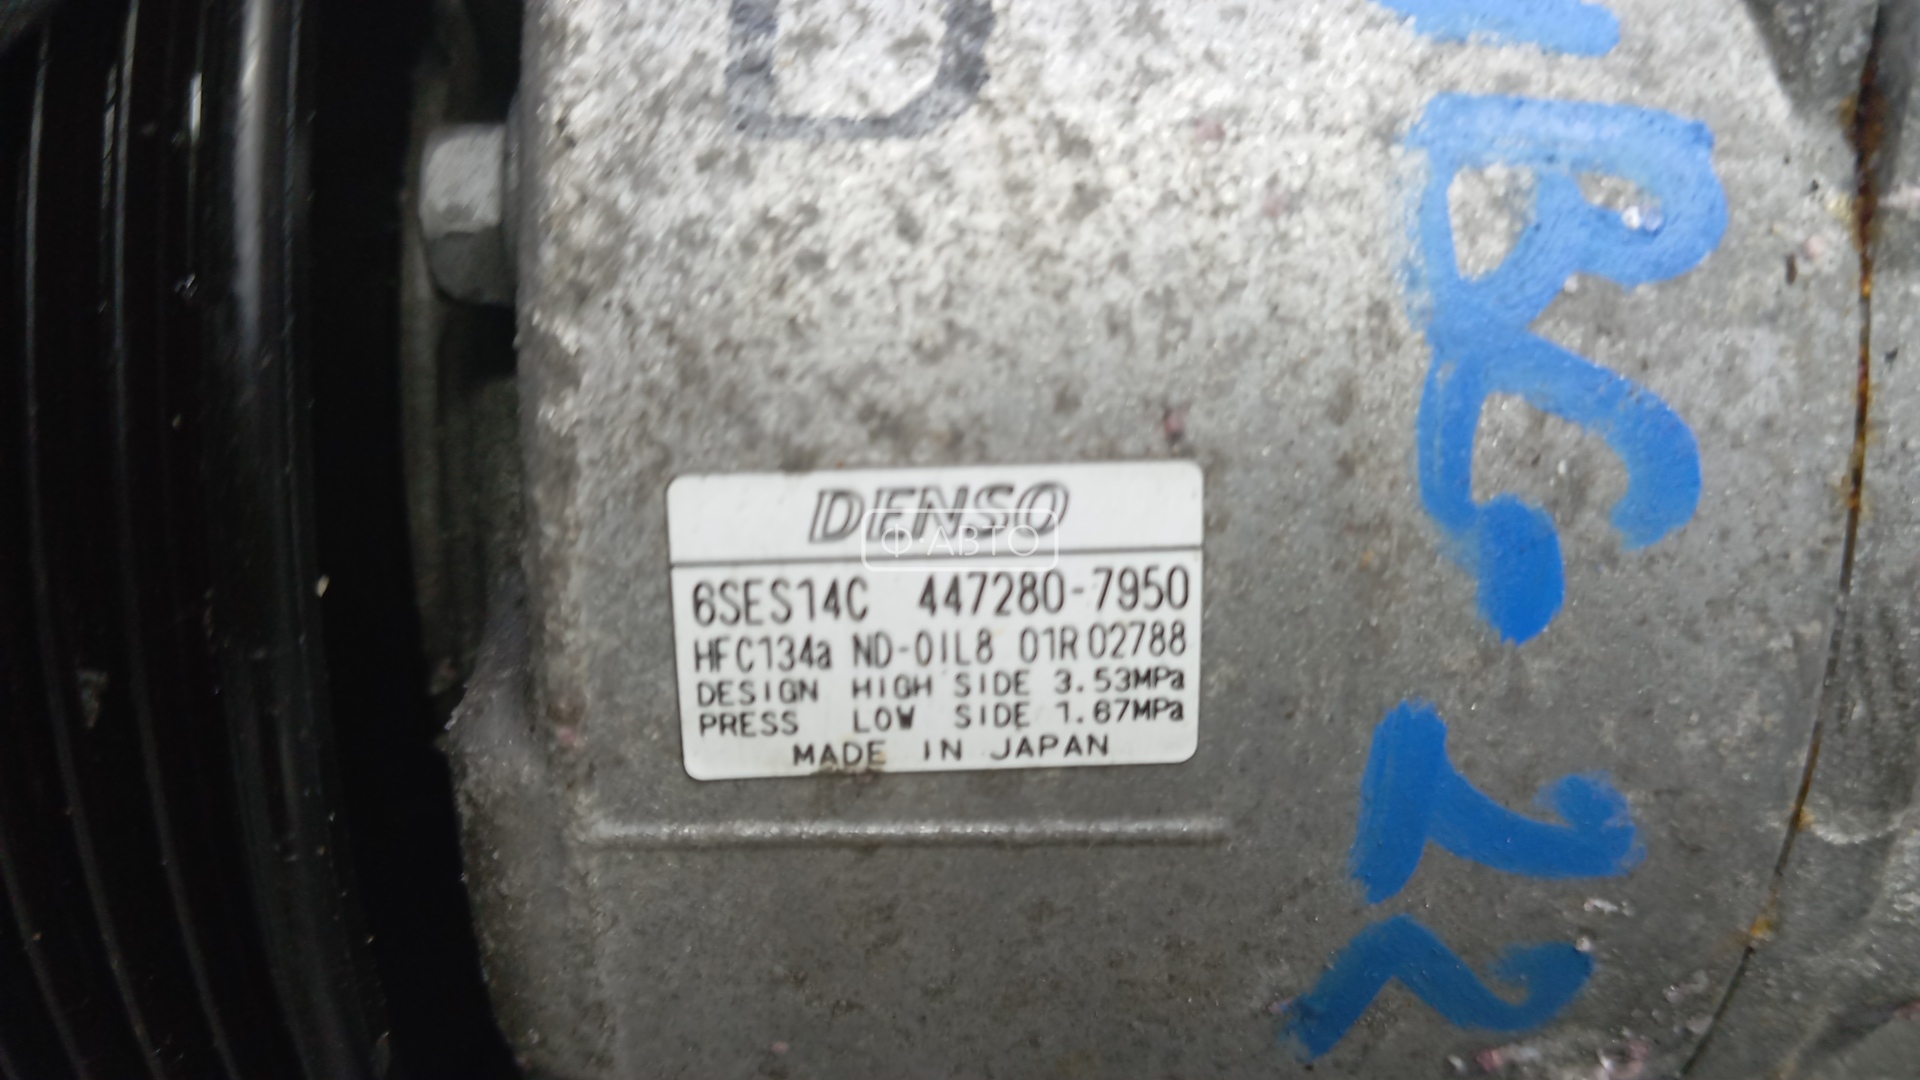 DENSO
Ф-АВТО
6SES14C 447280-7950
HFC134a ND-OIL8 01R02788
DESIGN HIGH SIDE 3.53MPa
PRESS LOW SIDE 1.67MPa
MADE IN JAPAN